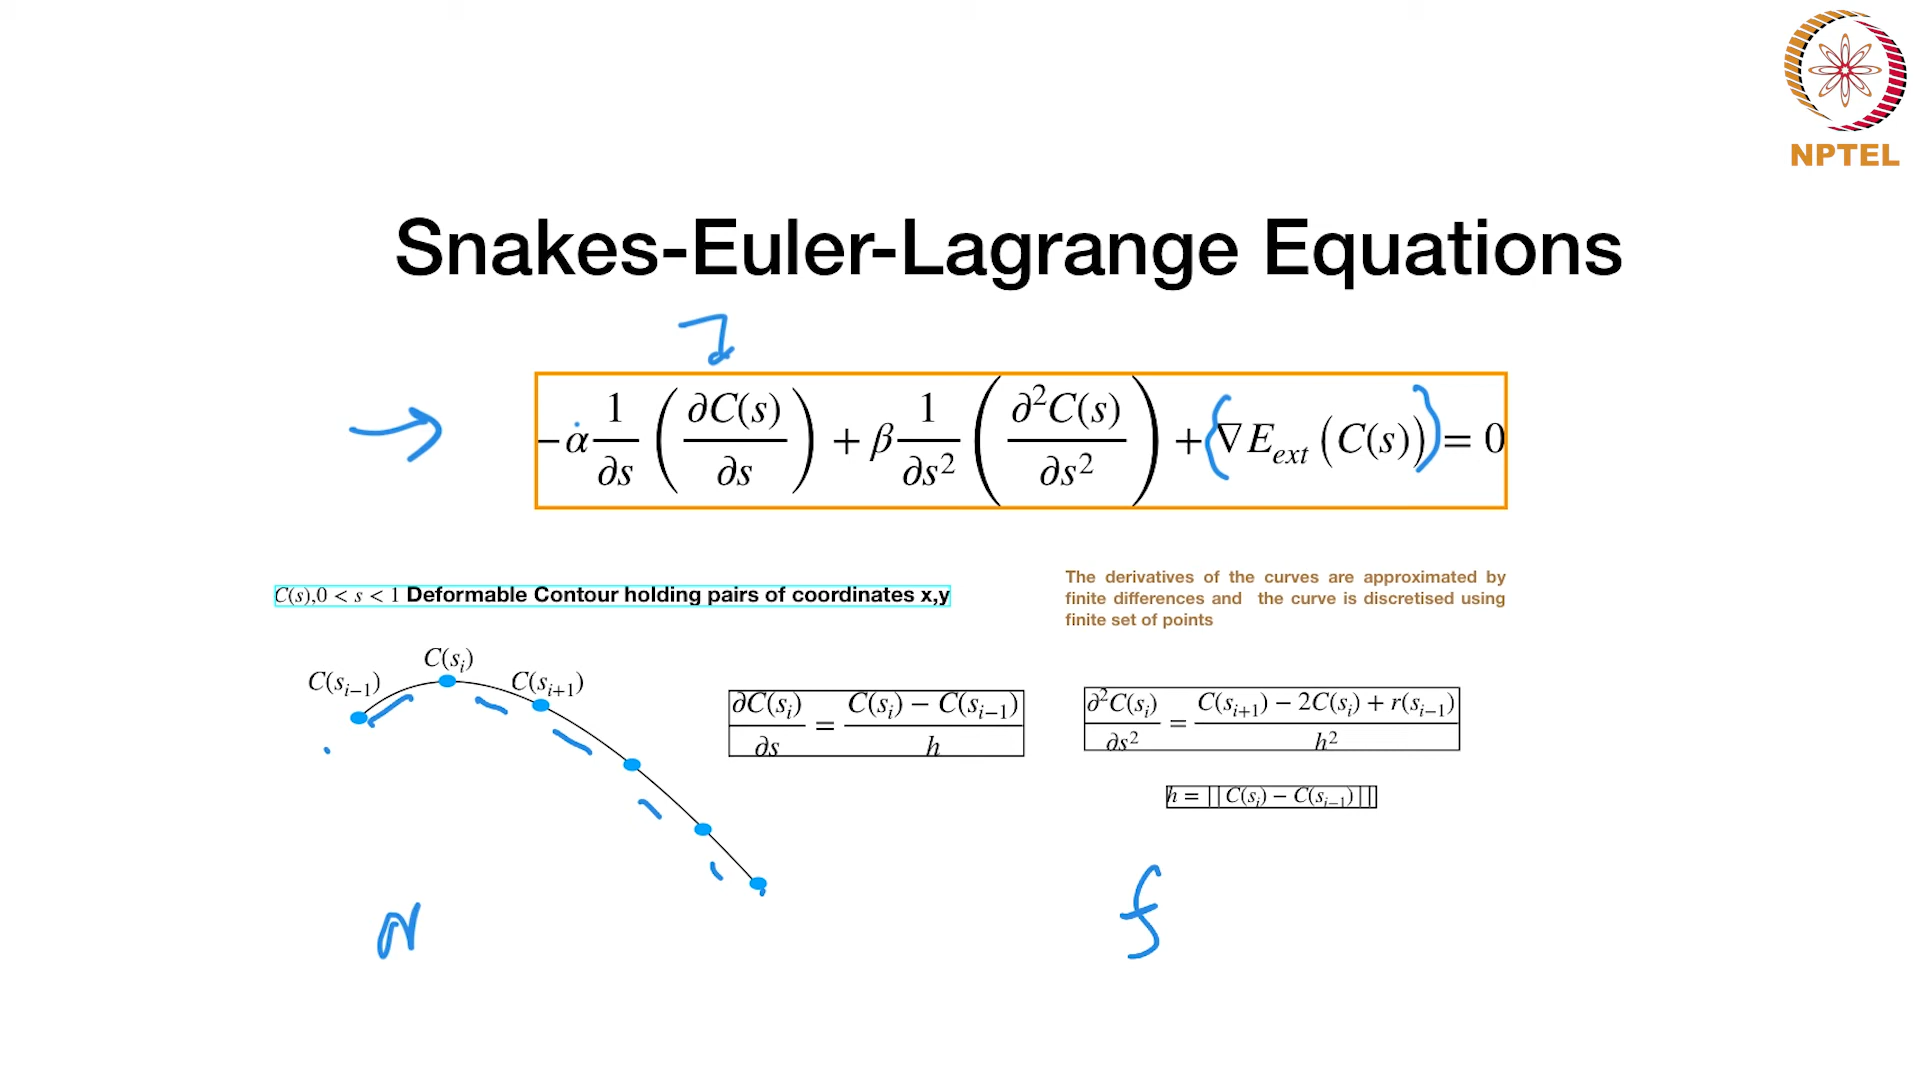 NPTEL
Snakes-Euler-Lagrange Equations
−α 1/∂s (∂C(s)/∂s) + β 1/∂s² (∂²C(s)/∂s²) + {∇E_ext (C(s))} = 0
C(s),0 < s < 1 Deformable Contour holding pairs of coordinates x,y
The derivatives of the curves are approximated by
finite differences and the curve is discretised using
finite set of points
C(s_{i−1})
C(s_i)
C(s_{i+1})
∂C(s_i)/∂s = (C(s_i) − C(s_{i−1}))/h
∂²C(s_i)/∂s² = (C(s_{i+1}) − 2C(s_i) + r(s_{i−1}))/h²
h = ||C(s_i) − C(s_{i−1})||